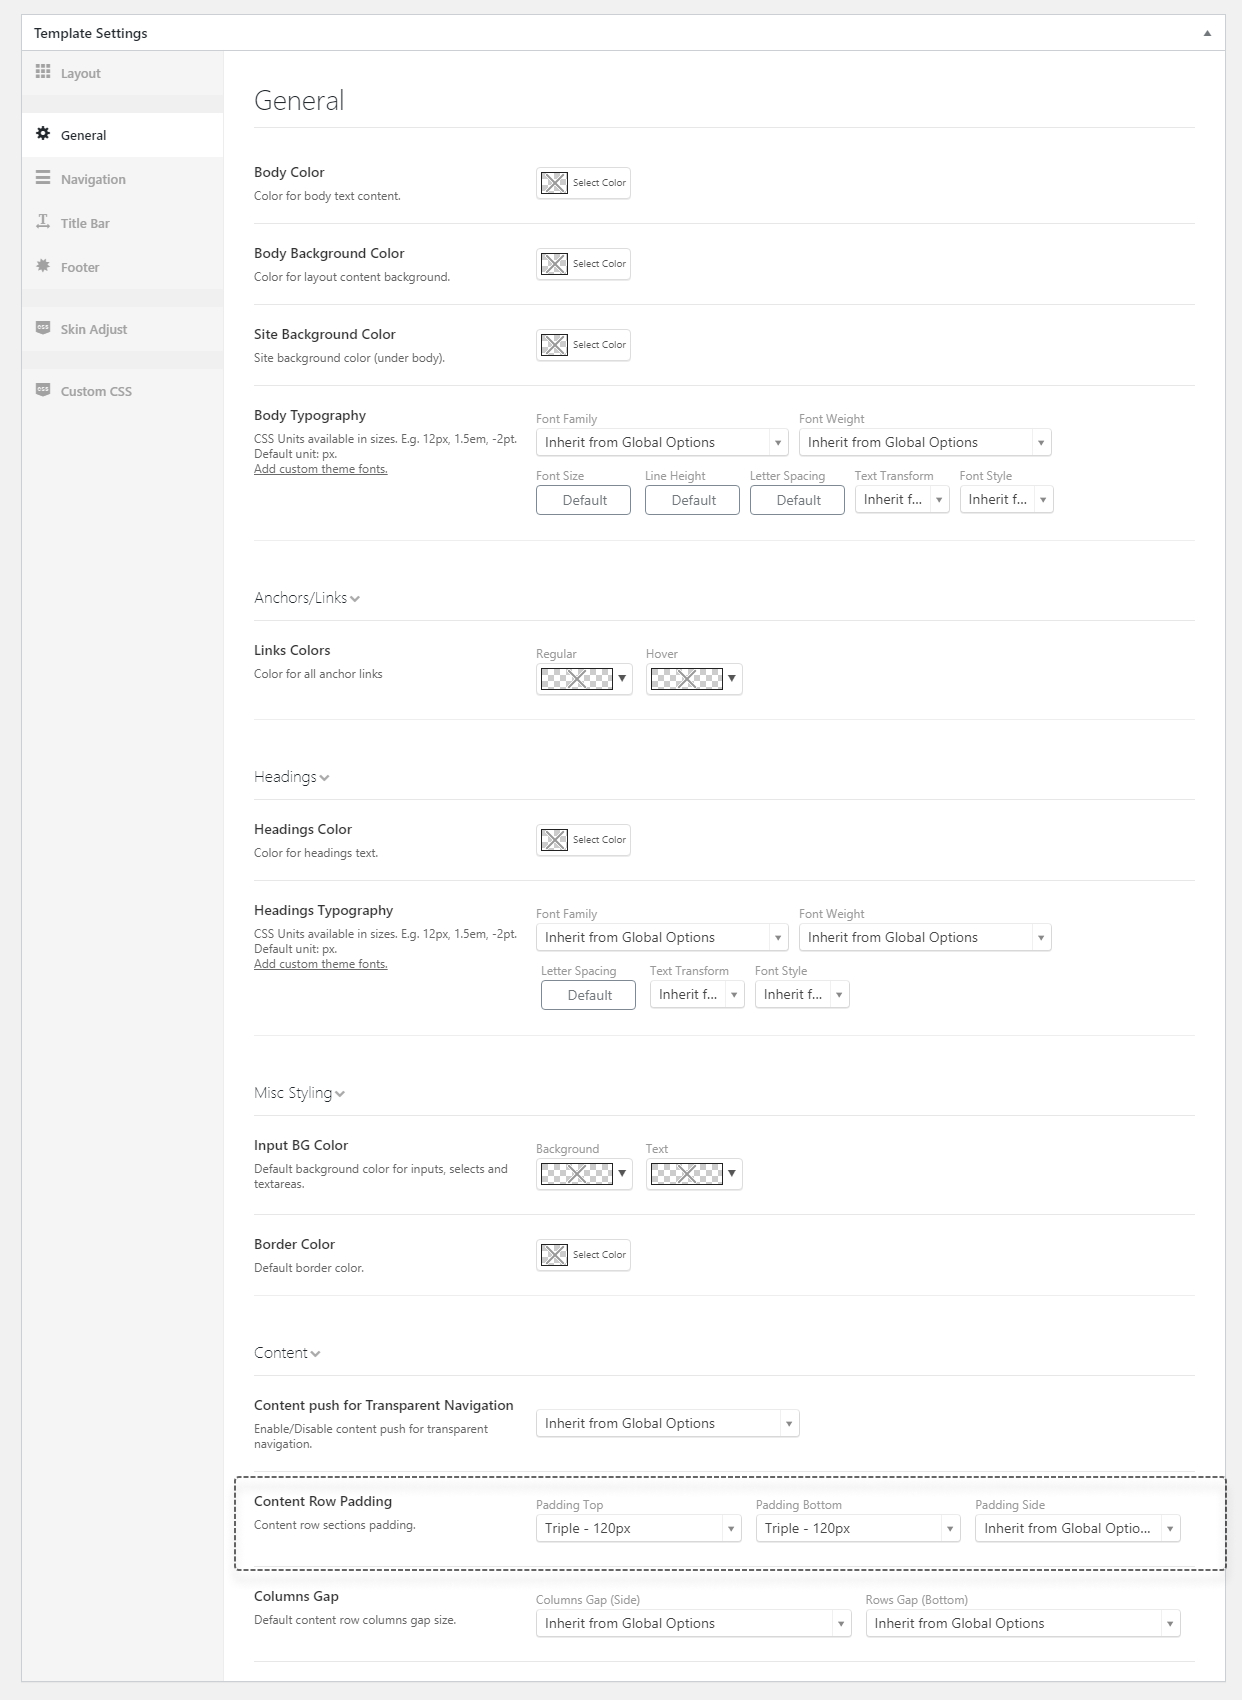 Template Settings
Layout
General
Navigation
Title Bar
Footer
Skin Adjust
Custom CSS
General
Body Color
Color for body text content.
Select Color
Body Background Color
Color for layout content background.
Select Color
Site Background Color
Site background color (under body).
Select Color
Body Typography
CSS Units available in sizes. E.g. 12px, 1.5em, -2pt.
Default unit: px.
Add custom theme fonts.
Font Family
Inherit from Global Options
Font Weight
Inherit from Global Options
Font Size
Default
Line Height
Default
Letter Spacing
Default
Text Transform
Inherit f...
Font Style
Inherit f...
Anchors/Links
Links Colors
Color for all anchor links
Regular
Hover
Headings
Headings Color
Color for headings text.
Select Color
Headings Typography
CSS Units available in sizes. E.g. 12px, 1.5em, -2pt.
Default unit: px.
Add custom theme fonts.
Font Family
Inherit from Global Options
Font Weight
Inherit from Global Options
Letter Spacing
Default
Text Transform
Inherit f...
Font Style
Inherit f...
Misc Styling
Input BG Color
Default background color for inputs, selects and
textareas.
Background
Text
Border Color
Default border color.
Select Color
Content
Content push for Transparent Navigation
Enable/Disable content push for transparent
navigation.
Inherit from Global Options
Content Row Padding
Content row sections padding.
Padding Top
Triple - 120px
Padding Bottom
Triple - 120px
Padding Side
Inherit from Global Optio...
Columns Gap
Default content row columns gap size.
Columns Gap (Side)
Inherit from Global Options
Rows Gap (Bottom)
Inherit from Global Options